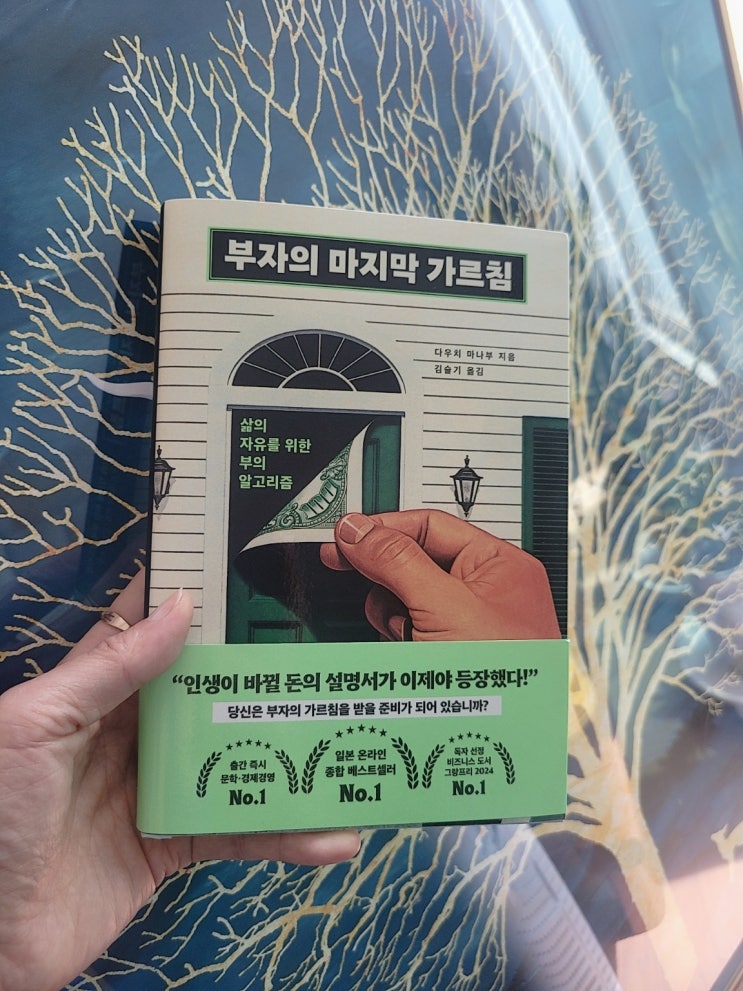 부자의 마지막 가르침
다우치 마나부 지음
김슬기 옮김
삶의
자유를 위한
부의
알고리즘
“인생이 바뀔 돈의 설명서가 이제야 등장했다!”
당신은 부자의 가르침을 받을 준비가 되어 있습니까?
출간 즉시
문학·경제경영
No.1
일본 온라인
종합 베스트셀러
No.1
독자 선정
비즈니스 도서
그랑프리 2024
No.1